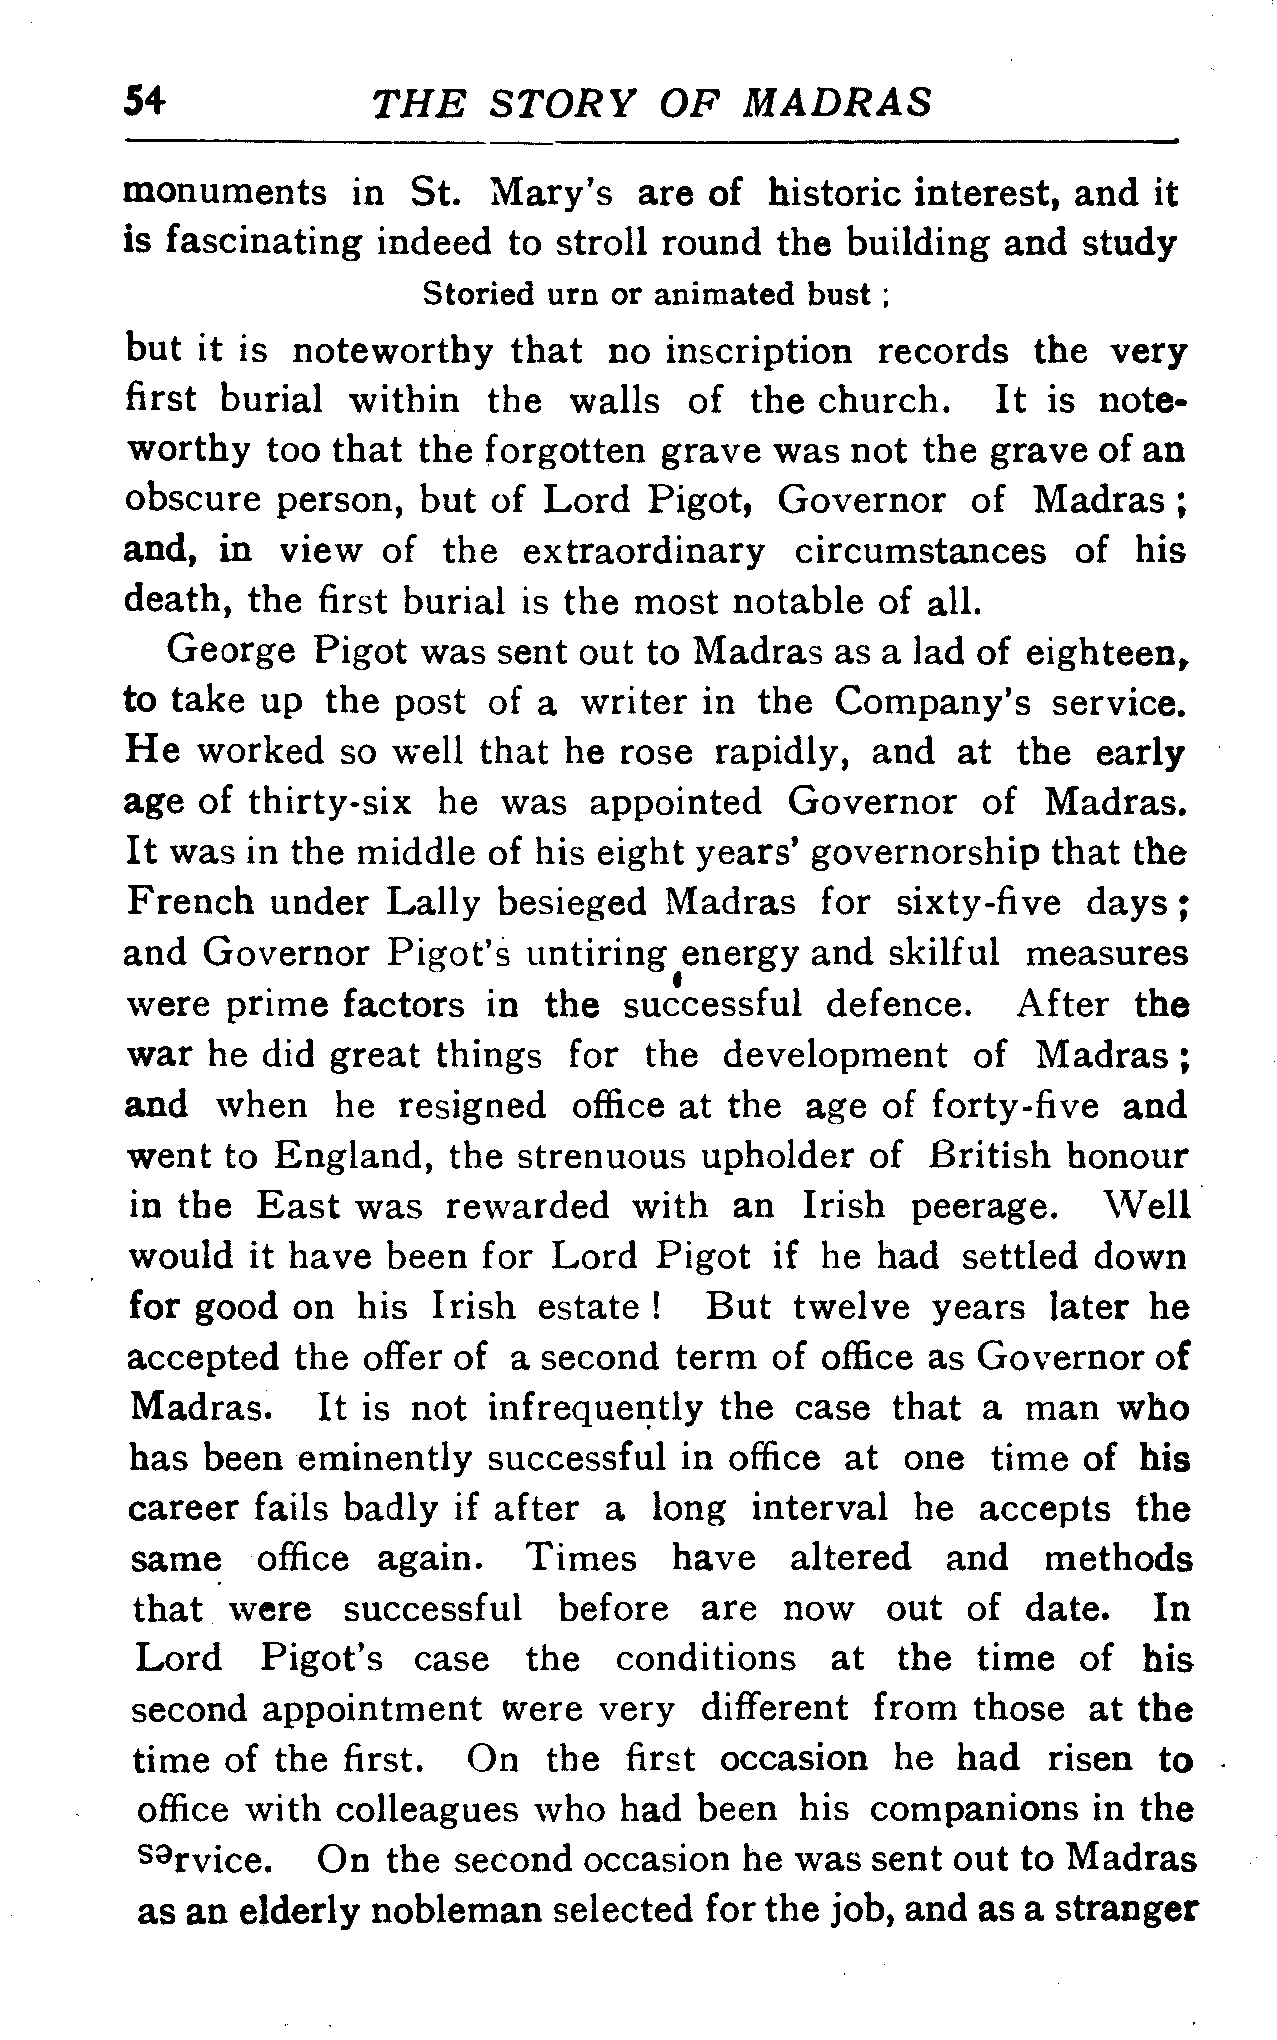 54 THE STORY OF MADRAS
monuments in St. Mary's are of historic interest, and it
is fascinating indeed to stroll round the building and study
Storied urn or animated bust ;
but it is noteworthy that no inscription records the very
first burial within the walls of the church. It is note-
worthy too that the forgotten grave was not the grave of an
obscure person, but of Lord Pigot, Governor of Madras ;
and, in view of the extraordinary circumstances of his
death, the first burial is the most notable of all.
George Pigot was sent out to Madras as a lad of eighteen,
to take up the post of a writer in the Company's service.
He worked so well that he rose rapidly, and at the early
age of thirty-six he was appointed Governor of Madras.
It was in the middle of his eight years' governorship that the
French under Lally besieged Madras for sixty-five days ;
and Governor Pigot's untiring energy and skilful measures
were prime factors in the successful defence. After the
war he did great things for the development of Madras ;
and when he resigned office at the age of forty-five and
went to England, the strenuous upholder of British honour
in the East was rewarded with an Irish peerage. Well
would it have been for Lord Pigot if he had settled down
for good on his Irish estate ! But twelve years later he
accepted the offer of a second term of office as Governor of
Madras. It is not infrequently the case that a man who
has been eminently successful in office at one time of his
career fails badly if after a long interval he accepts the
same office again. Times have altered and methods
that were successful before are now out of date. In
Lord Pigot's case the conditions at the time of his
second appointment were very different from those at the
time of the first. On the first occasion he had risen to
office with colleagues who had been his companions in the
sərvice. On the second occasion he was sent out to Madras
as an elderly nobleman selected for the job, and as a stranger